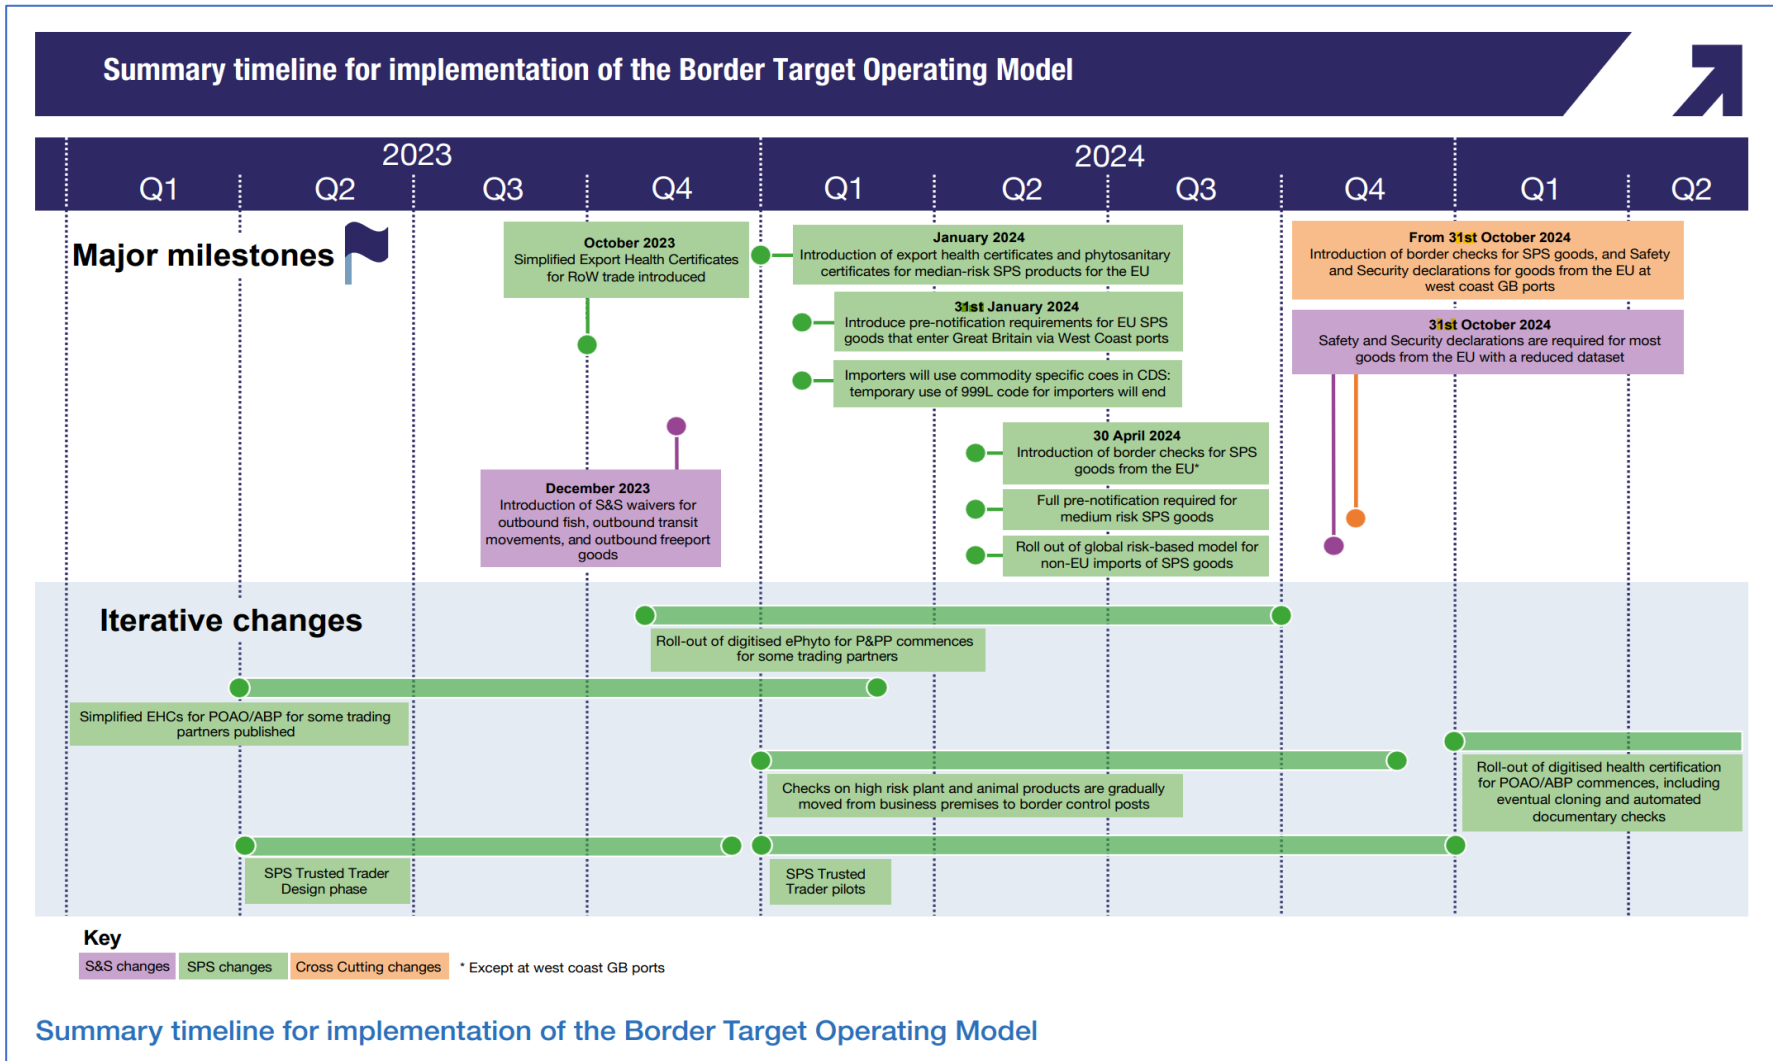 Summary timeline for implementation of the Border Target Operating Model
2023
2024
Q1
Q2
Q3
Q4
Q1
Q2
Q3
Q4
Q1
Q2
Major milestones
October 2023
Simplified Export Health Certificates
for RoW trade introduced
December 2023
Introduction of S&S waivers for
outbound fish, outbound transit
movements, and outbound freeport
goods
January 2024
Introduction of export health certificates and phytosanitary
certificates for median-risk SPS products for the EU
31st January 2024
Introduce pre-notification requirements for EU SPS
goods that enter Great Britain via West Coast ports
Importers will use commodity specific coes in CDS:
temporary use of 999L code for importers will end
30 April 2024
Introduction of border checks for SPS
goods from the EU*
Full pre-notification required for
medium risk SPS goods
Roll out of global risk-based model for
non-EU imports of SPS goods
From 31st October 2024
Introduction of border checks for SPS goods, and Safety
and Security declarations for goods from the EU at
west coast GB ports
31st October 2024
Safety and Security declarations are required for most
goods from the EU with a reduced dataset
Iterative changes
Roll-out of digitised ePhyto for P&PP commences
for some trading partners
Simplified EHCs for POAO/ABP for some trading
partners published
Checks on high risk plant and animal products are gradually
moved from business premises to border control posts
Roll-out of digitised health certification
for POAO/ABP commences, including
eventual cloning and automated
documentary checks
SPS Trusted Trader
Design phase
SPS Trusted
Trader pilots
Key
S&S changes
SPS changes
Cross Cutting changes
* Except at west coast GB ports
Summary timeline for implementation of the Border Target Operating Model